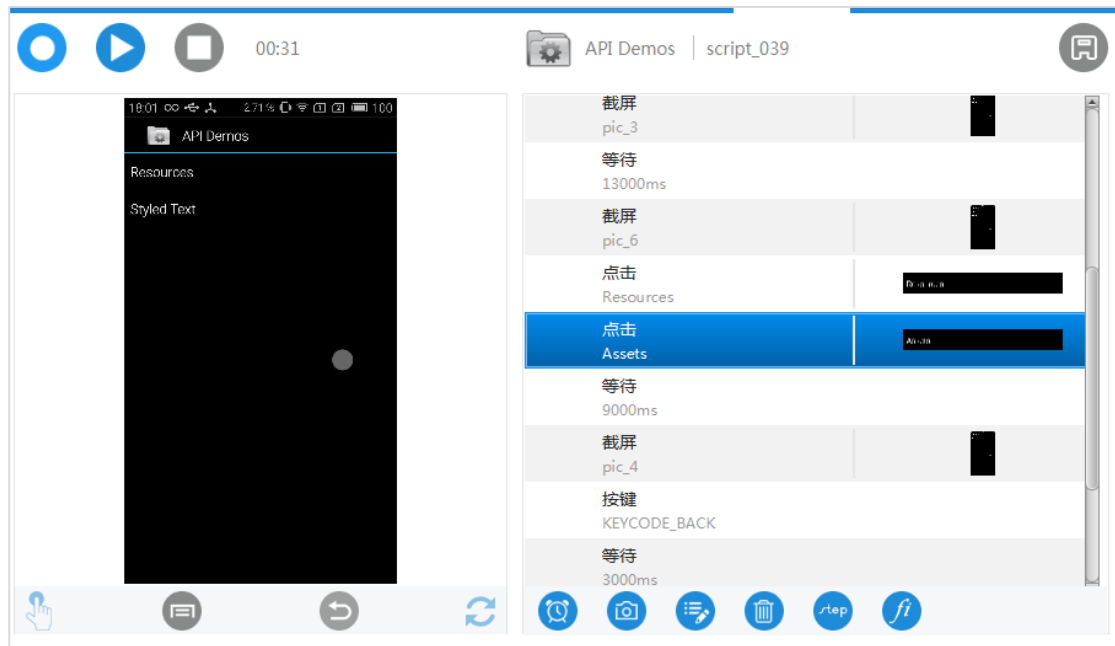 00:31
API Demos
script_039
18:01
2.71% 100
API Demos
Resources
Styled Text
截屏
pic_3
等待
13000ms
截屏
pic_6
点击
Resources
点击
Assets
等待
9000ms
截屏
pic_4
按键
KEYCODE_BACK
等待
3000ms
step
fi